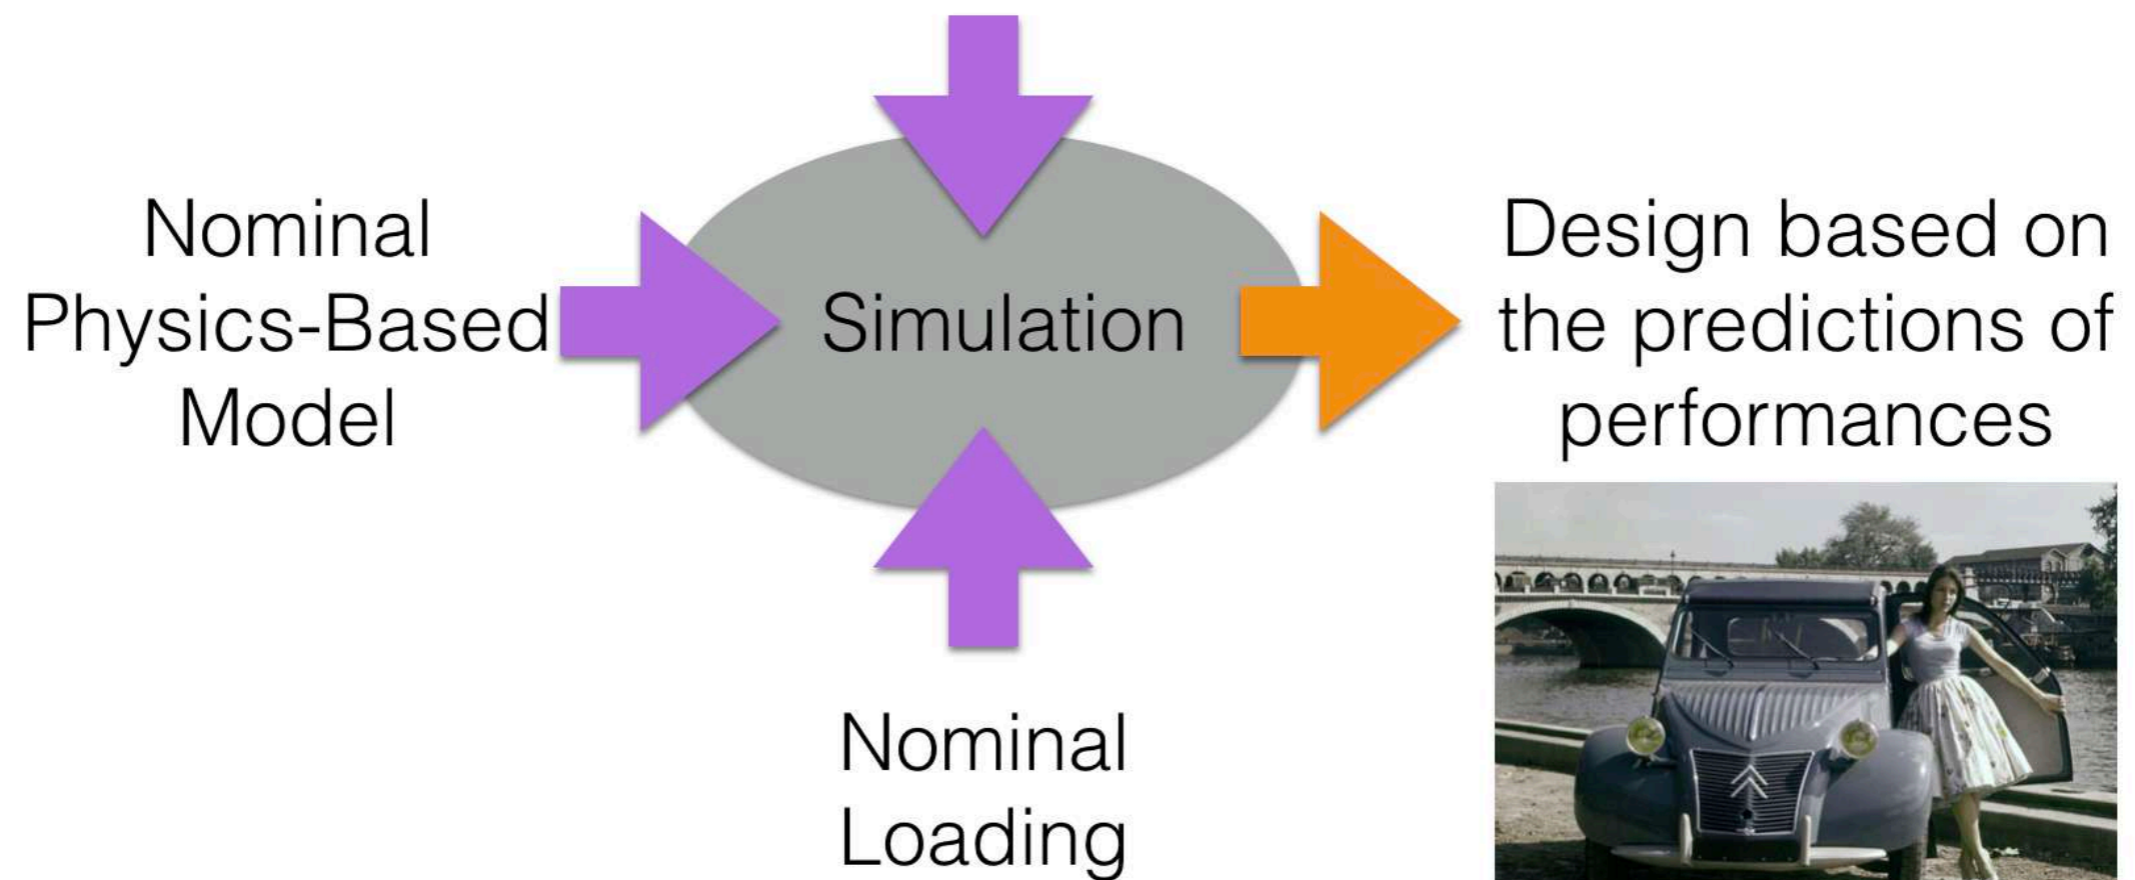 Nominal
Physics-Based
Model
Simulation
Design based on
the predictions of
performances
Nominal
Loading